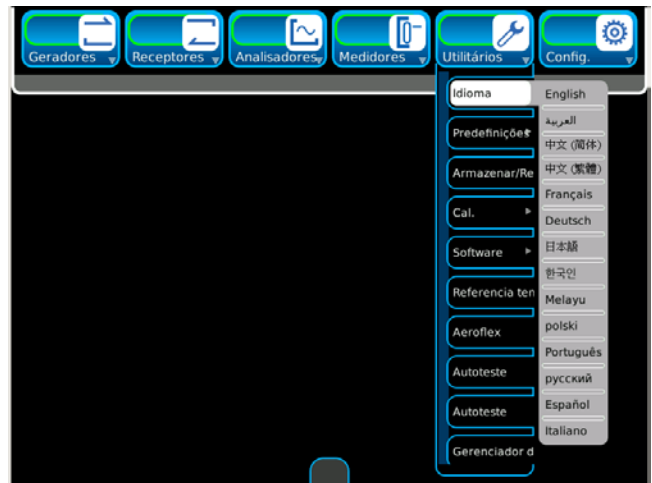 Geradores
Receptores
Analisadores
Medidores
Utilitários
Config.
Idioma
Predefinições
Armazenar/Re
Cal.
Software
Referencia ten
Aeroflex
Autoteste
Autoteste
Gerenciador d
English
العربية
中文 (简体)
中文 (繁體)
Français
Deutsch
日本語
한국인
Melayu
polski
Português
русский
Español
Italiano